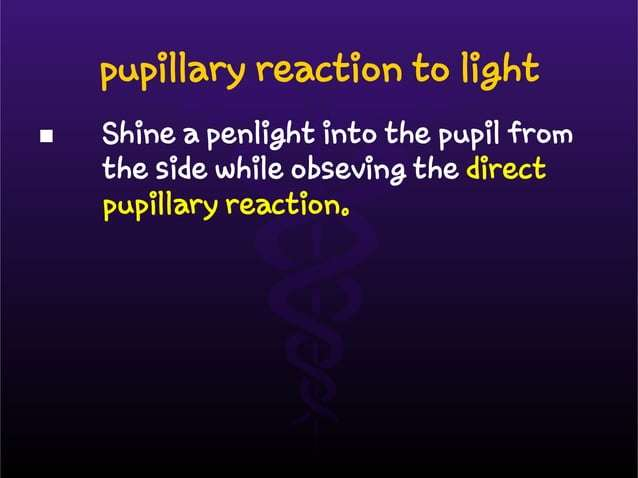 pupillary reaction to light
▪ Shine a penlight into the pupil from
the side while obseving the direct
pupillary reaction.